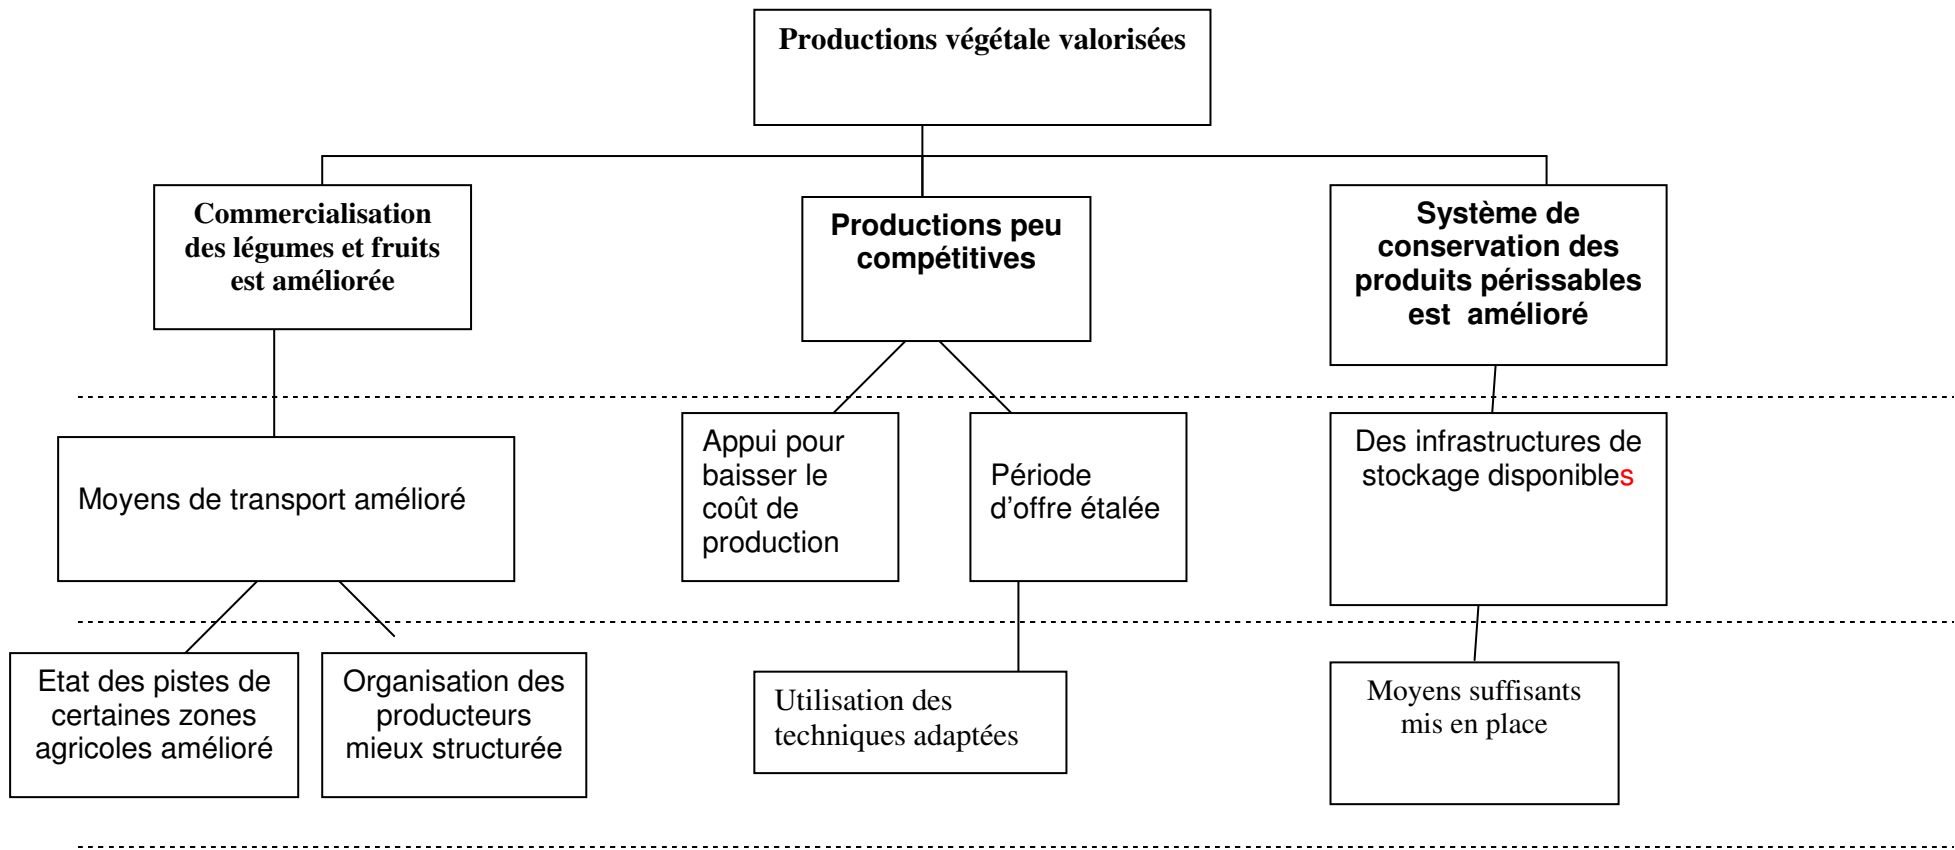 Productions végétale valorisées
Commercialisation
des légumes et fruits
est améliorée
Productions peu
compétitives
Système de
conservation des
produits périssables
est  amélioré
Moyens de transport amélioré
Appui pour
baisser le
coût de
production
Période
d’offre étalée
Des infrastructures de
stockage disponibles
Etat des pistes de
certaines zones
agricoles amélioré
Organisation des
producteurs
mieux structurée
Utilisation des
techniques adaptées
Moyens suffisants
mis en place